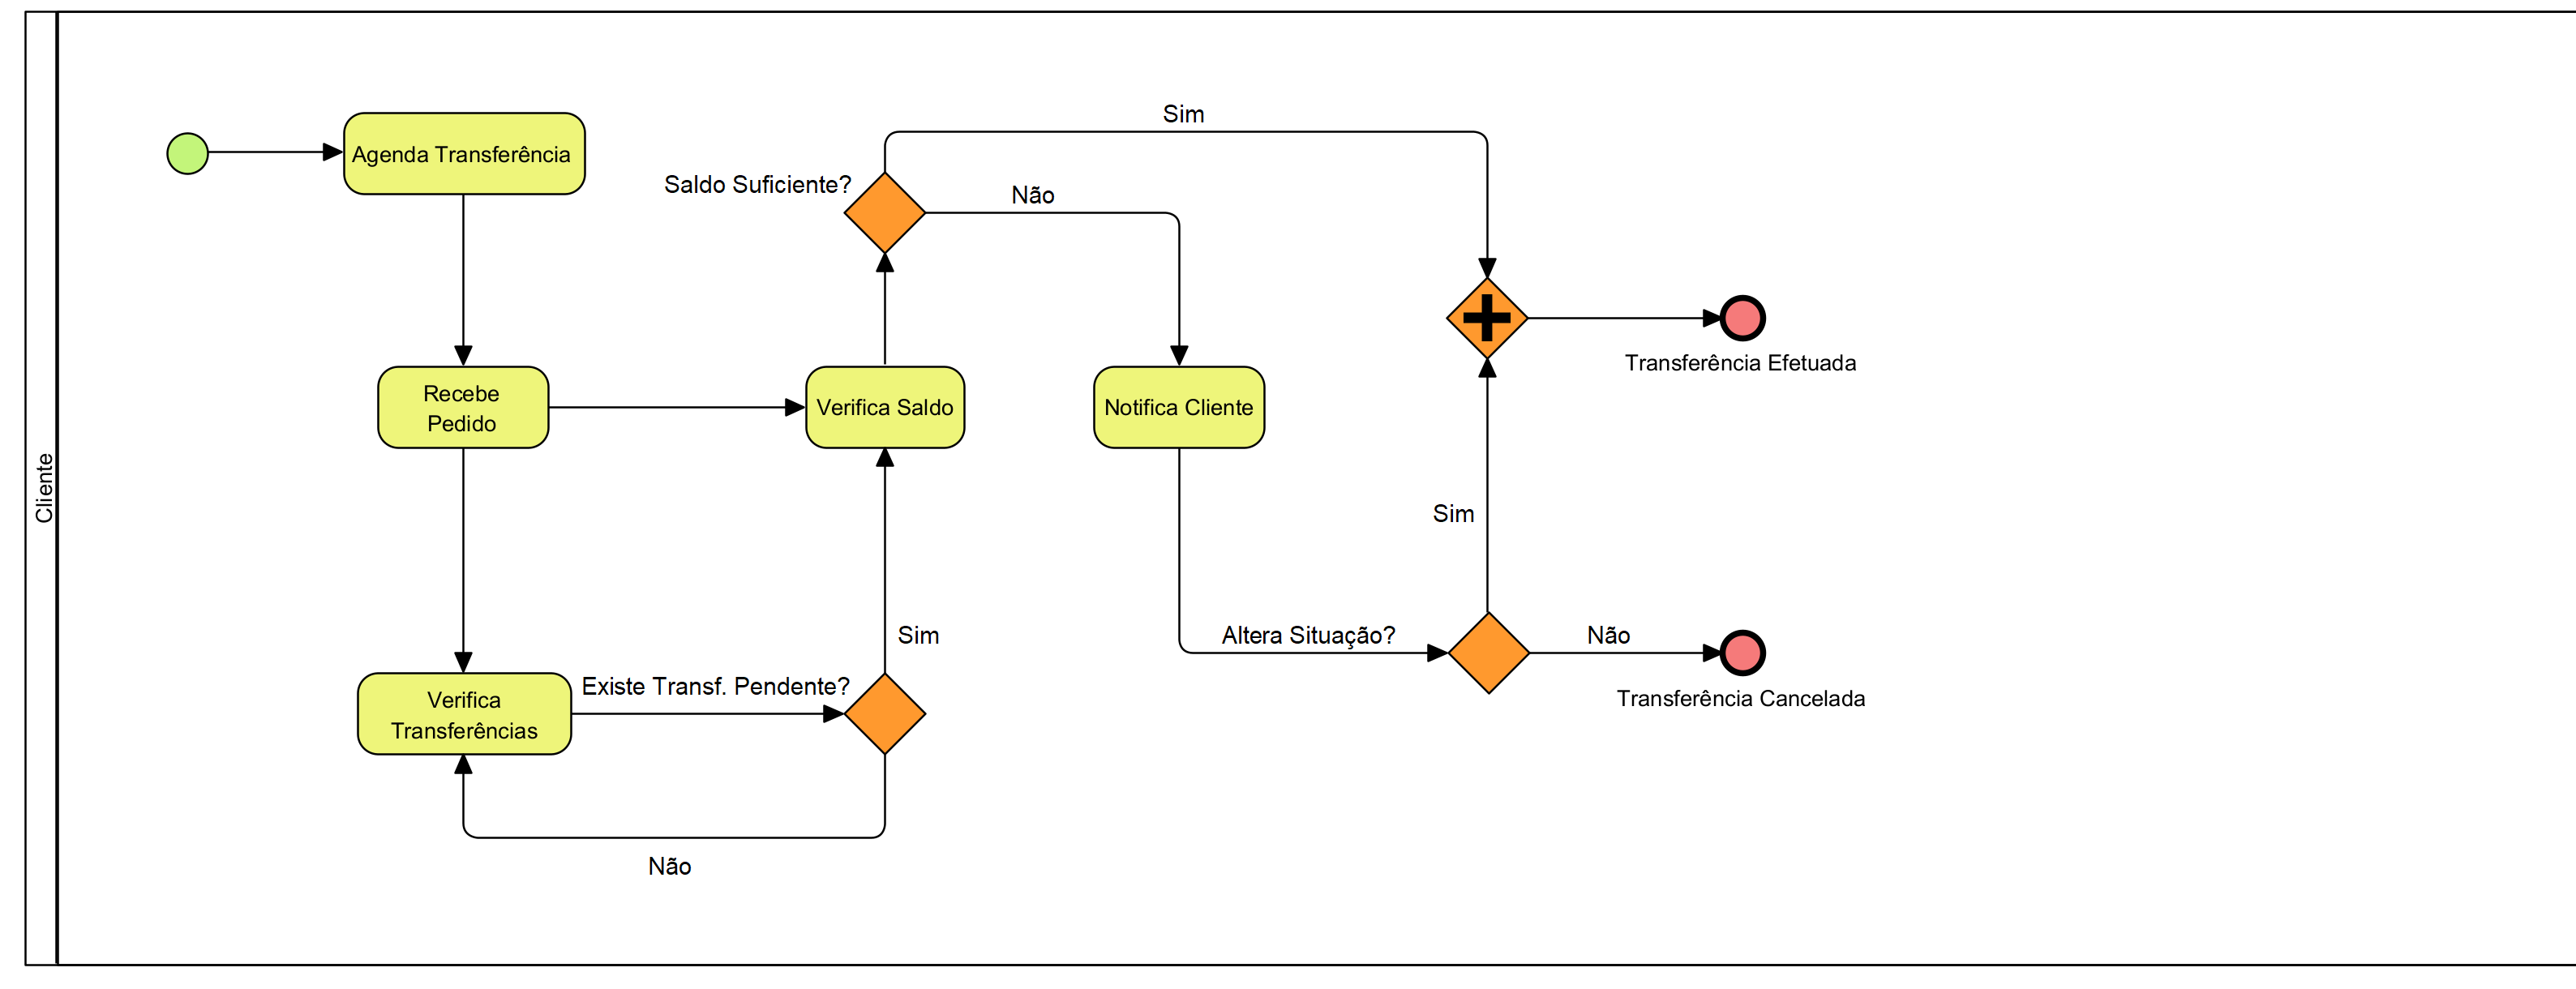 Cliente
Agenda Transferência
Saldo Suficiente?
Sim
Não
Recebe
Pedido
Verifica Saldo
Notifica Cliente
Transferência Efetuada
Sim
Verifica
Transferências
Existe Transf. Pendente?
Sim
Não
Altera Situação?
Não
Transferência Cancelada